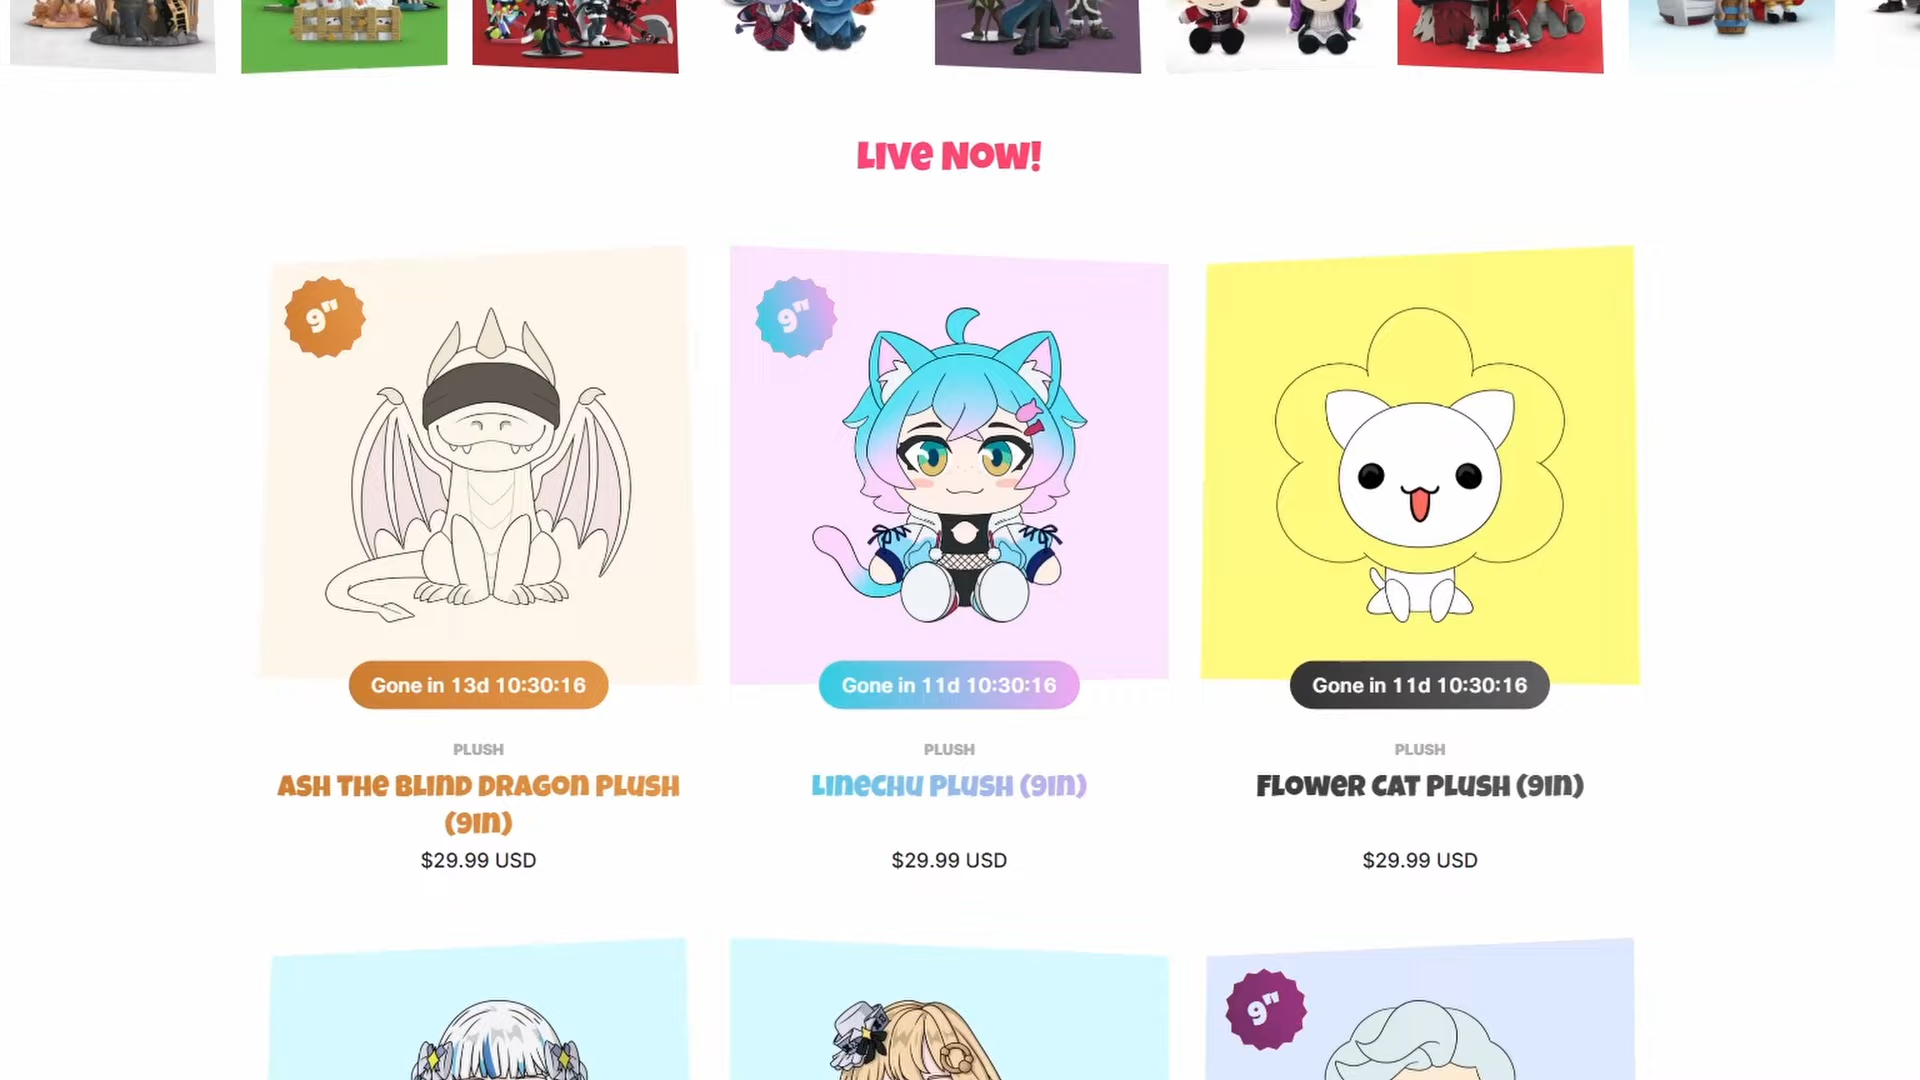 Live Now!
9"
9"
Gone in 13d 10:30:16
Gone in 11d 10:30:16
Gone in 11d 10:30:16
PLUSH
PLUSH
PLUSH
Ash the Blind Dragon Plush
(9in)
Linechu Plush (9in)
Flower Cat Plush (9in)
$29.99 USD
$29.99 USD
$29.99 USD
9"